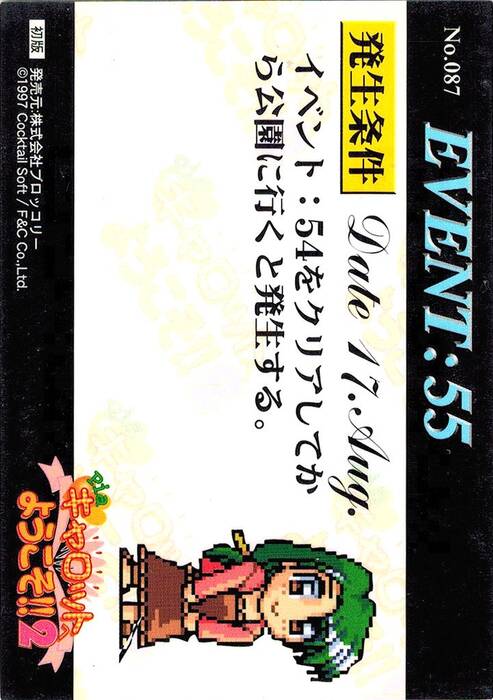 No.087
EVENT:55
発生条件
Date 17.Aug.
イベント:54をクリアしてか
ら公園に行くと発生する。
Piaキャロットへ
ようこそ!!2
初版
発売元:株式会社ブロッコリー
©1997 Cocktail Soft / F&C Co.,Ltd.